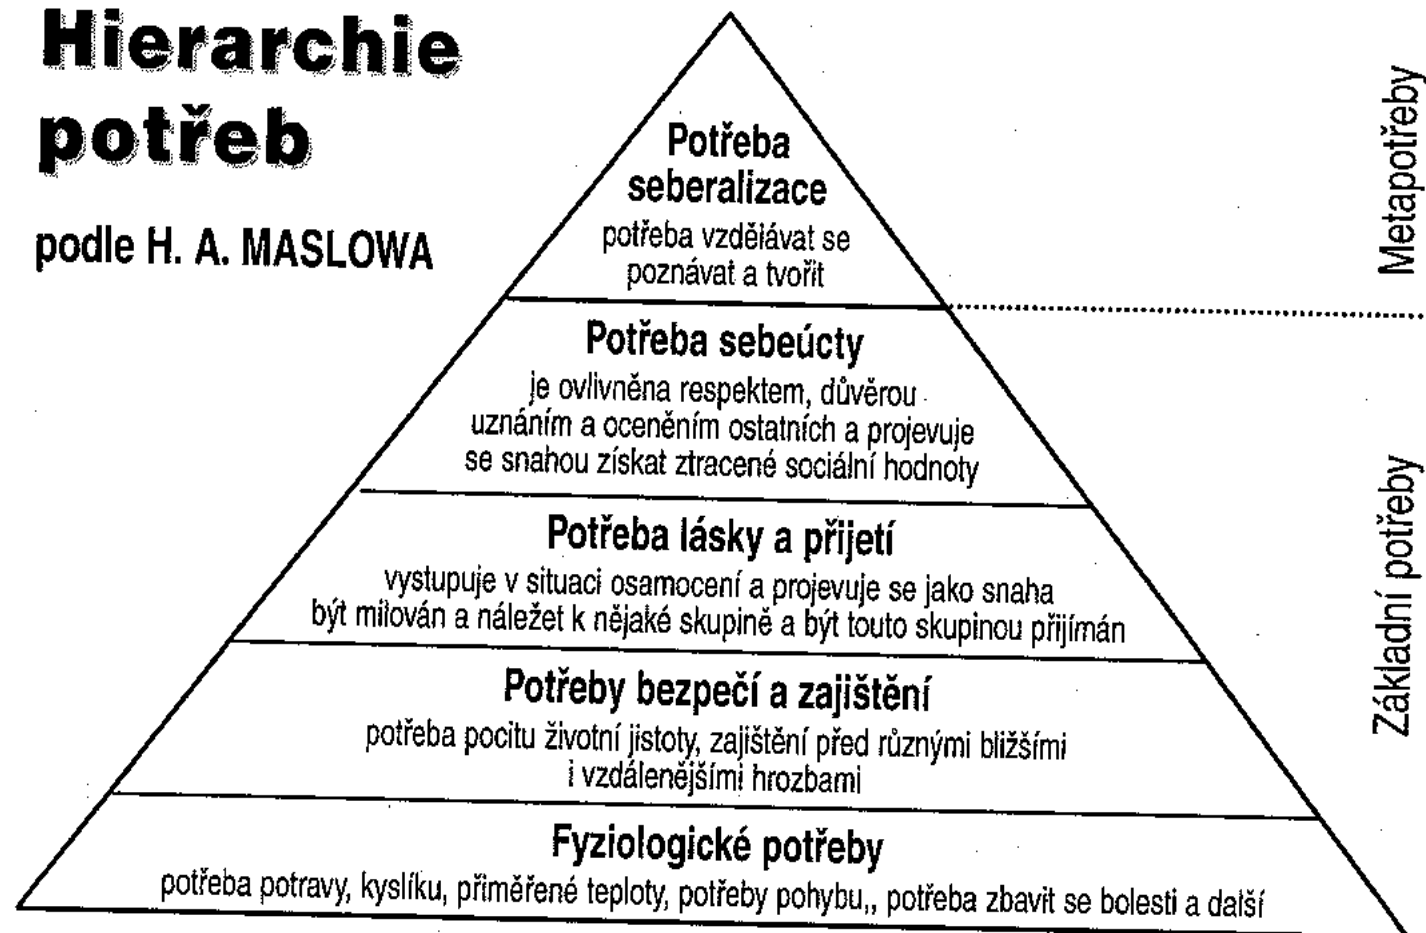 Hierarchie
potřeb
podle H. A. MASLOWA
Potřeba
seberalizace
potřeba vzdělávat se
poznávat a tvořit
Potřeba sebeúcty
je ovlivněna respektem, důvěrou
uznáním a oceněním ostatních a projevuje
se snahou získat ztracené sociální hodnoty
Potřeba lásky a přijetí
vystupuje v situaci osamocení a projevuje se jako snaha
být milován a náležet k nějaké skupině a být touto skupinou přijímán
Potřeby bezpečí a zajištění
potřeba pocitu životní jistoty, zajištění před různými bližšími
i vzdálenějšími hrozbami
Fyziologické potřeby
potřeba potravy, kyslíku, přiměřené teploty, potřeby pohybu,, potřeba zbavit se bolesti a další
Metapotřeby
Základní potřeby